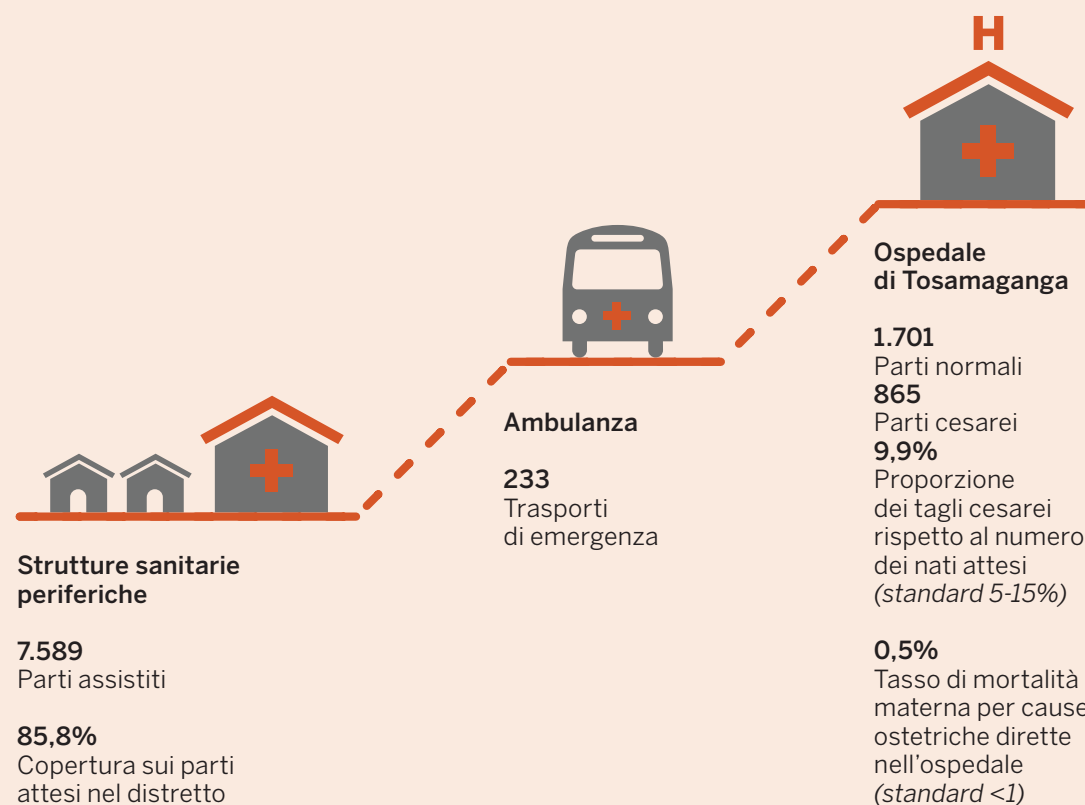 H
Strutture sanitarie
periferiche
7.589
Parti assistiti
85,8%
Copertura sui parti
attesi nel distretto
Ambulanza
233
Trasporti
di emergenza
Ospedale
di Tosamaganga
1.701
Parti normali
865
Parti cesarei
9,9%
Proporzione
dei tagli cesarei
rispetto al numero
dei nati attesi
(standard 5-15%)
0,5%
Tasso di mortalità
materna per cause
ostetriche dirette
nell'ospedale
(standard <1)